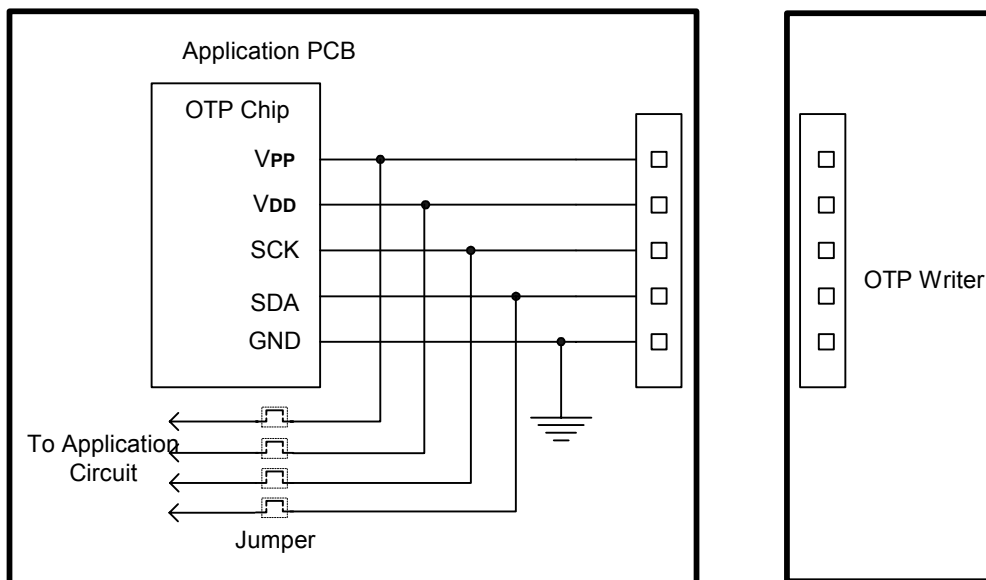 Application PCB
OTP Chip
VPP
VDD
SCK
SDA
GND
To Application
Circuit
Jumper
OTP Writer